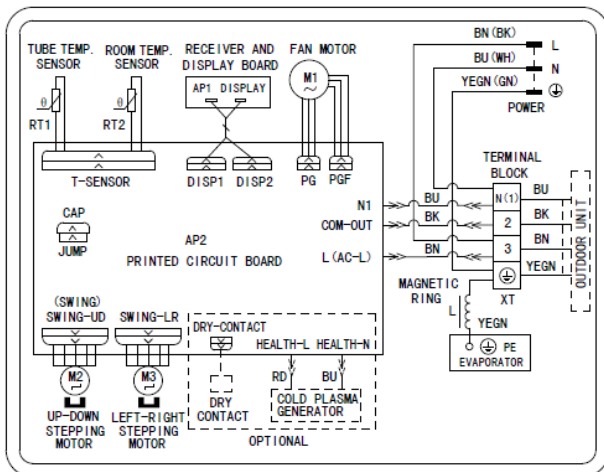 TUBE TEMP. SENSOR
ROOM TEMP. SENSOR
RECEIVER AND DISPLAY BOARD
FAN MOTOR
BN(BK)
L
BU(WH)
N
YEGN(GN)
POWER
AP1 DISPLAY
M1
θ
RT1
θ
RT2
T-SENSOR
DISP1
DISP2
PG
PGF
TERMINAL BLOCK
N1
BU
N(1)
BU
COM-OUT
BK
2
BK
L(AC-L)
BN
3
BN
YEGN
OUTDOOR UNIT
XT
CAP
JUMP
AP2
PRINTED CIRCUIT BOARD
MAGNETIC RING
L
YEGN
PE
EVAPORATOR
(SWING)
SWING-UD
SWING-LR
DRY-CONTACT
HEALTH-L
HEALTH-N
M2
M3
RD
BU
DRY CONTACT
COLD PLASMA GENERATOR
UP-DOWN STEPPING MOTOR
LEFT-RIGHT STEPPING MOTOR
OPTIONAL